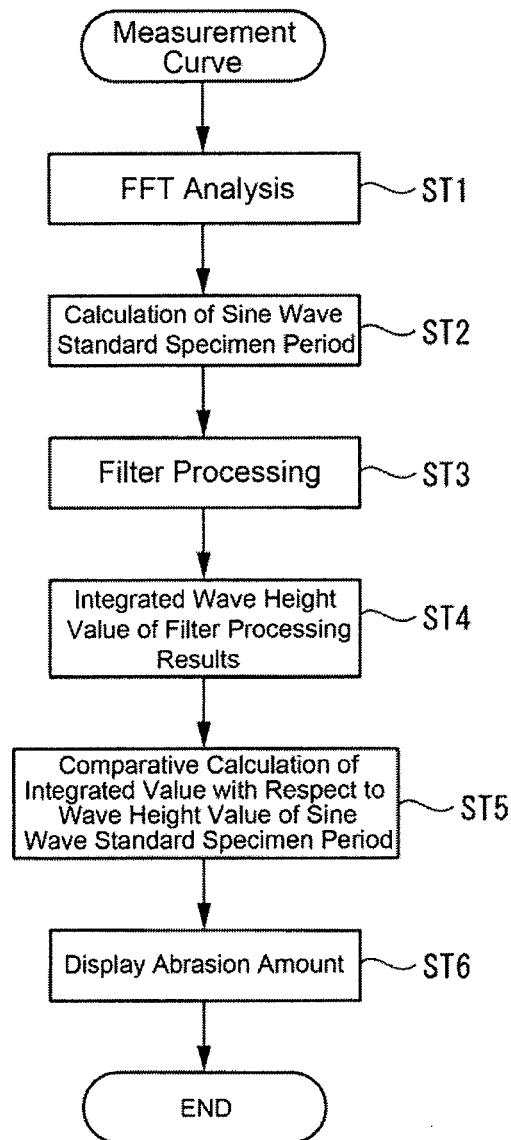 Measurement
Curve
FFT Analysis
ST1
Calculation of Sine Wave
Standard Specimen Period
ST2
Filter Processing
ST3
Integrated Wave Height
Value of Filter Processing
Results
ST4
Comparative Calculation of
Integrated Value with Respect to
Wave Height Value of Sine
Wave Standard Specimen Period
ST5
Display Abrasion Amount
ST6
END